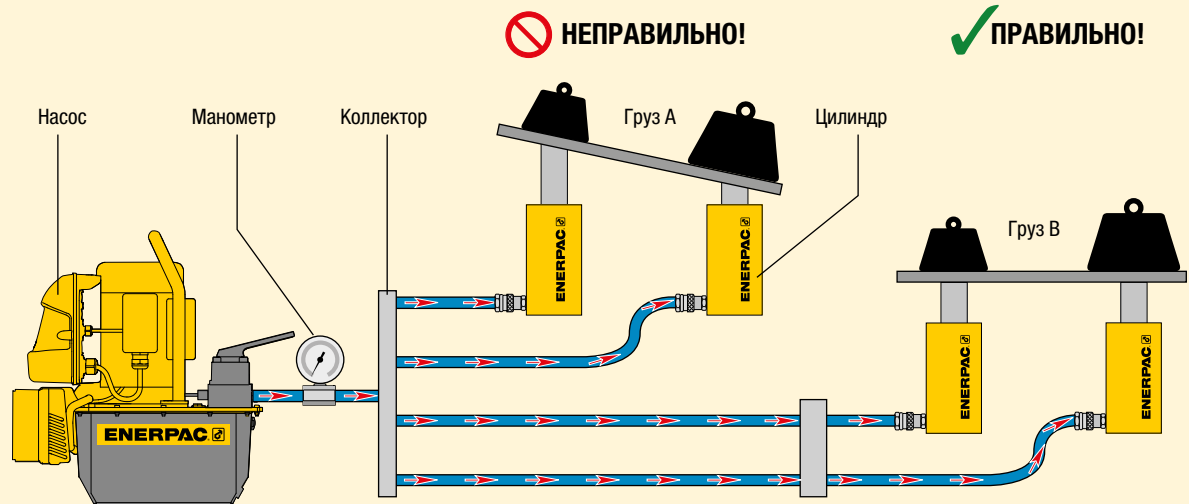 НЕПРАВИЛЬНО!
ПРАВИЛЬНО!
Насос
Манометр
Коллектор
Груз А
Цилиндр
ENERPAC
ENERPAC
Груз В
ENERPAC
ENERPAC
ENERPAC